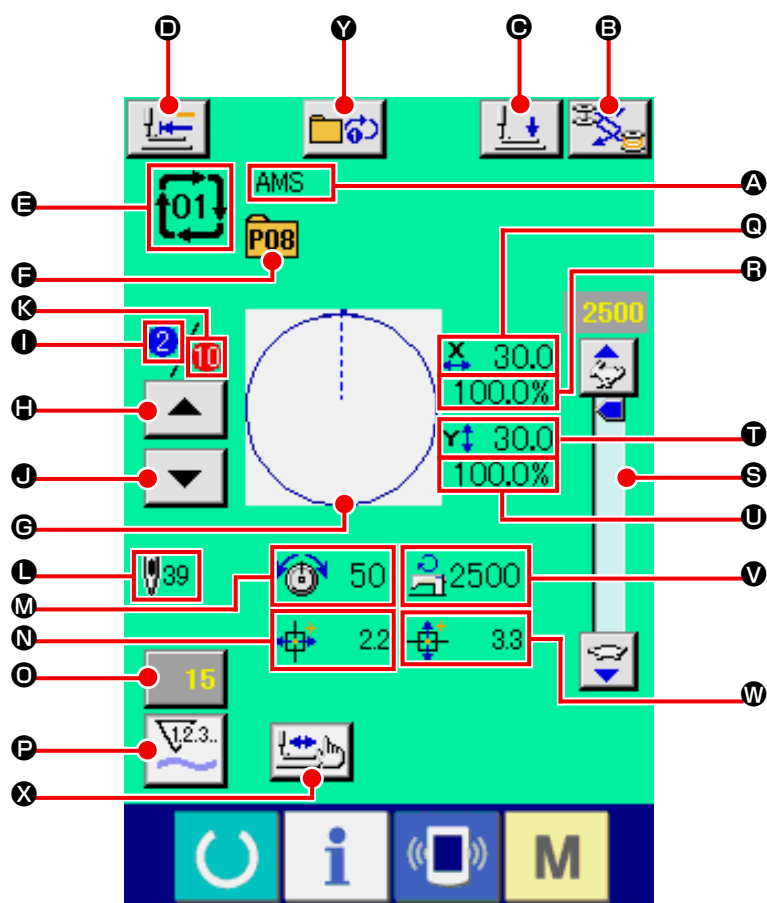 D Y C B
AMS A
E 01
Q
P08
F R
K 2500
I 2/10 X 30.0
100.0%
H
Y 30.0 T
J 100.0% S
G U
L 39 50 2500 V
M
N 2.2 3.3
O 15 W
P 1.2.3..
X
i M